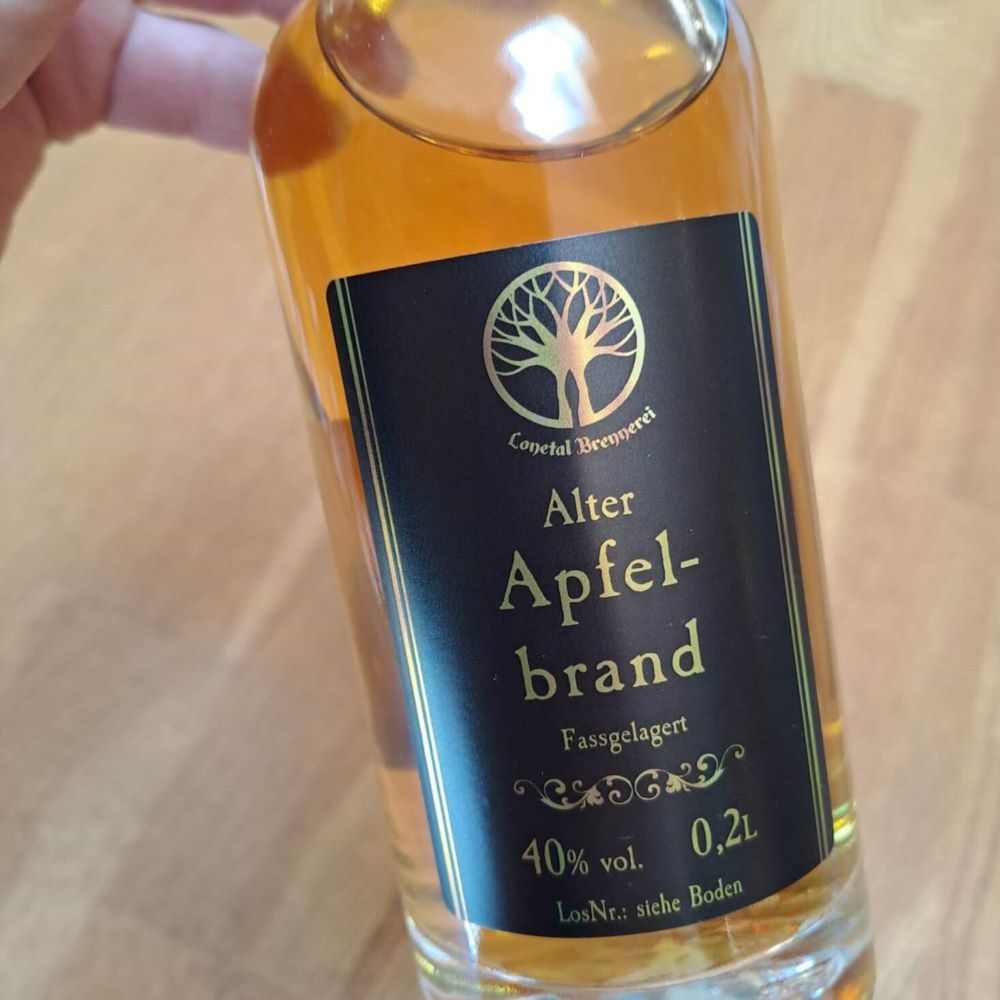 Lonetal Brennerei
Alter
Apfel-
brand
Fassgelagert
40% vol. 0,2L
LosNr.: siehe Boden